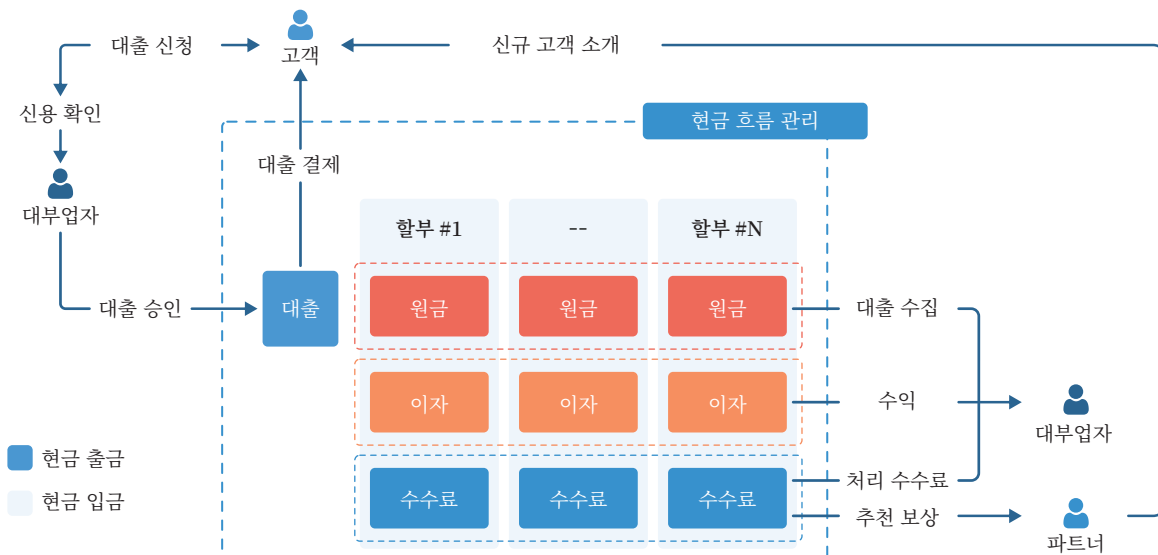 대출 신청
고객
신규 고객 소개
신용 확인
현금 흐름 관리
대출 결제
대부업자
할부 #1
--
할부 #N
대출 승인
대출
원금
원금
원금
대출 수집
이자
이자
이자
수익
대부업자
현금 출금
현금 입금
수수료
수수료
수수료
처리 수수료
추천 보상
파트너